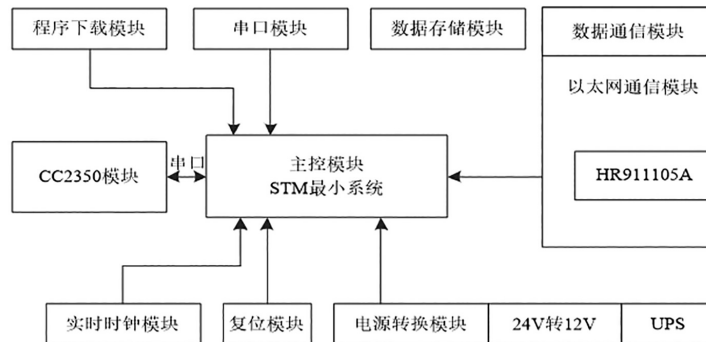 程序下载模块
串口模块
数据存储模块
数据通信模块
以太网通信模块
HR911105A
CC2350模块
串口
主控模块
STM最小系统
实时时钟模块
复位模块
电源转换模块
24V转12V
UPS